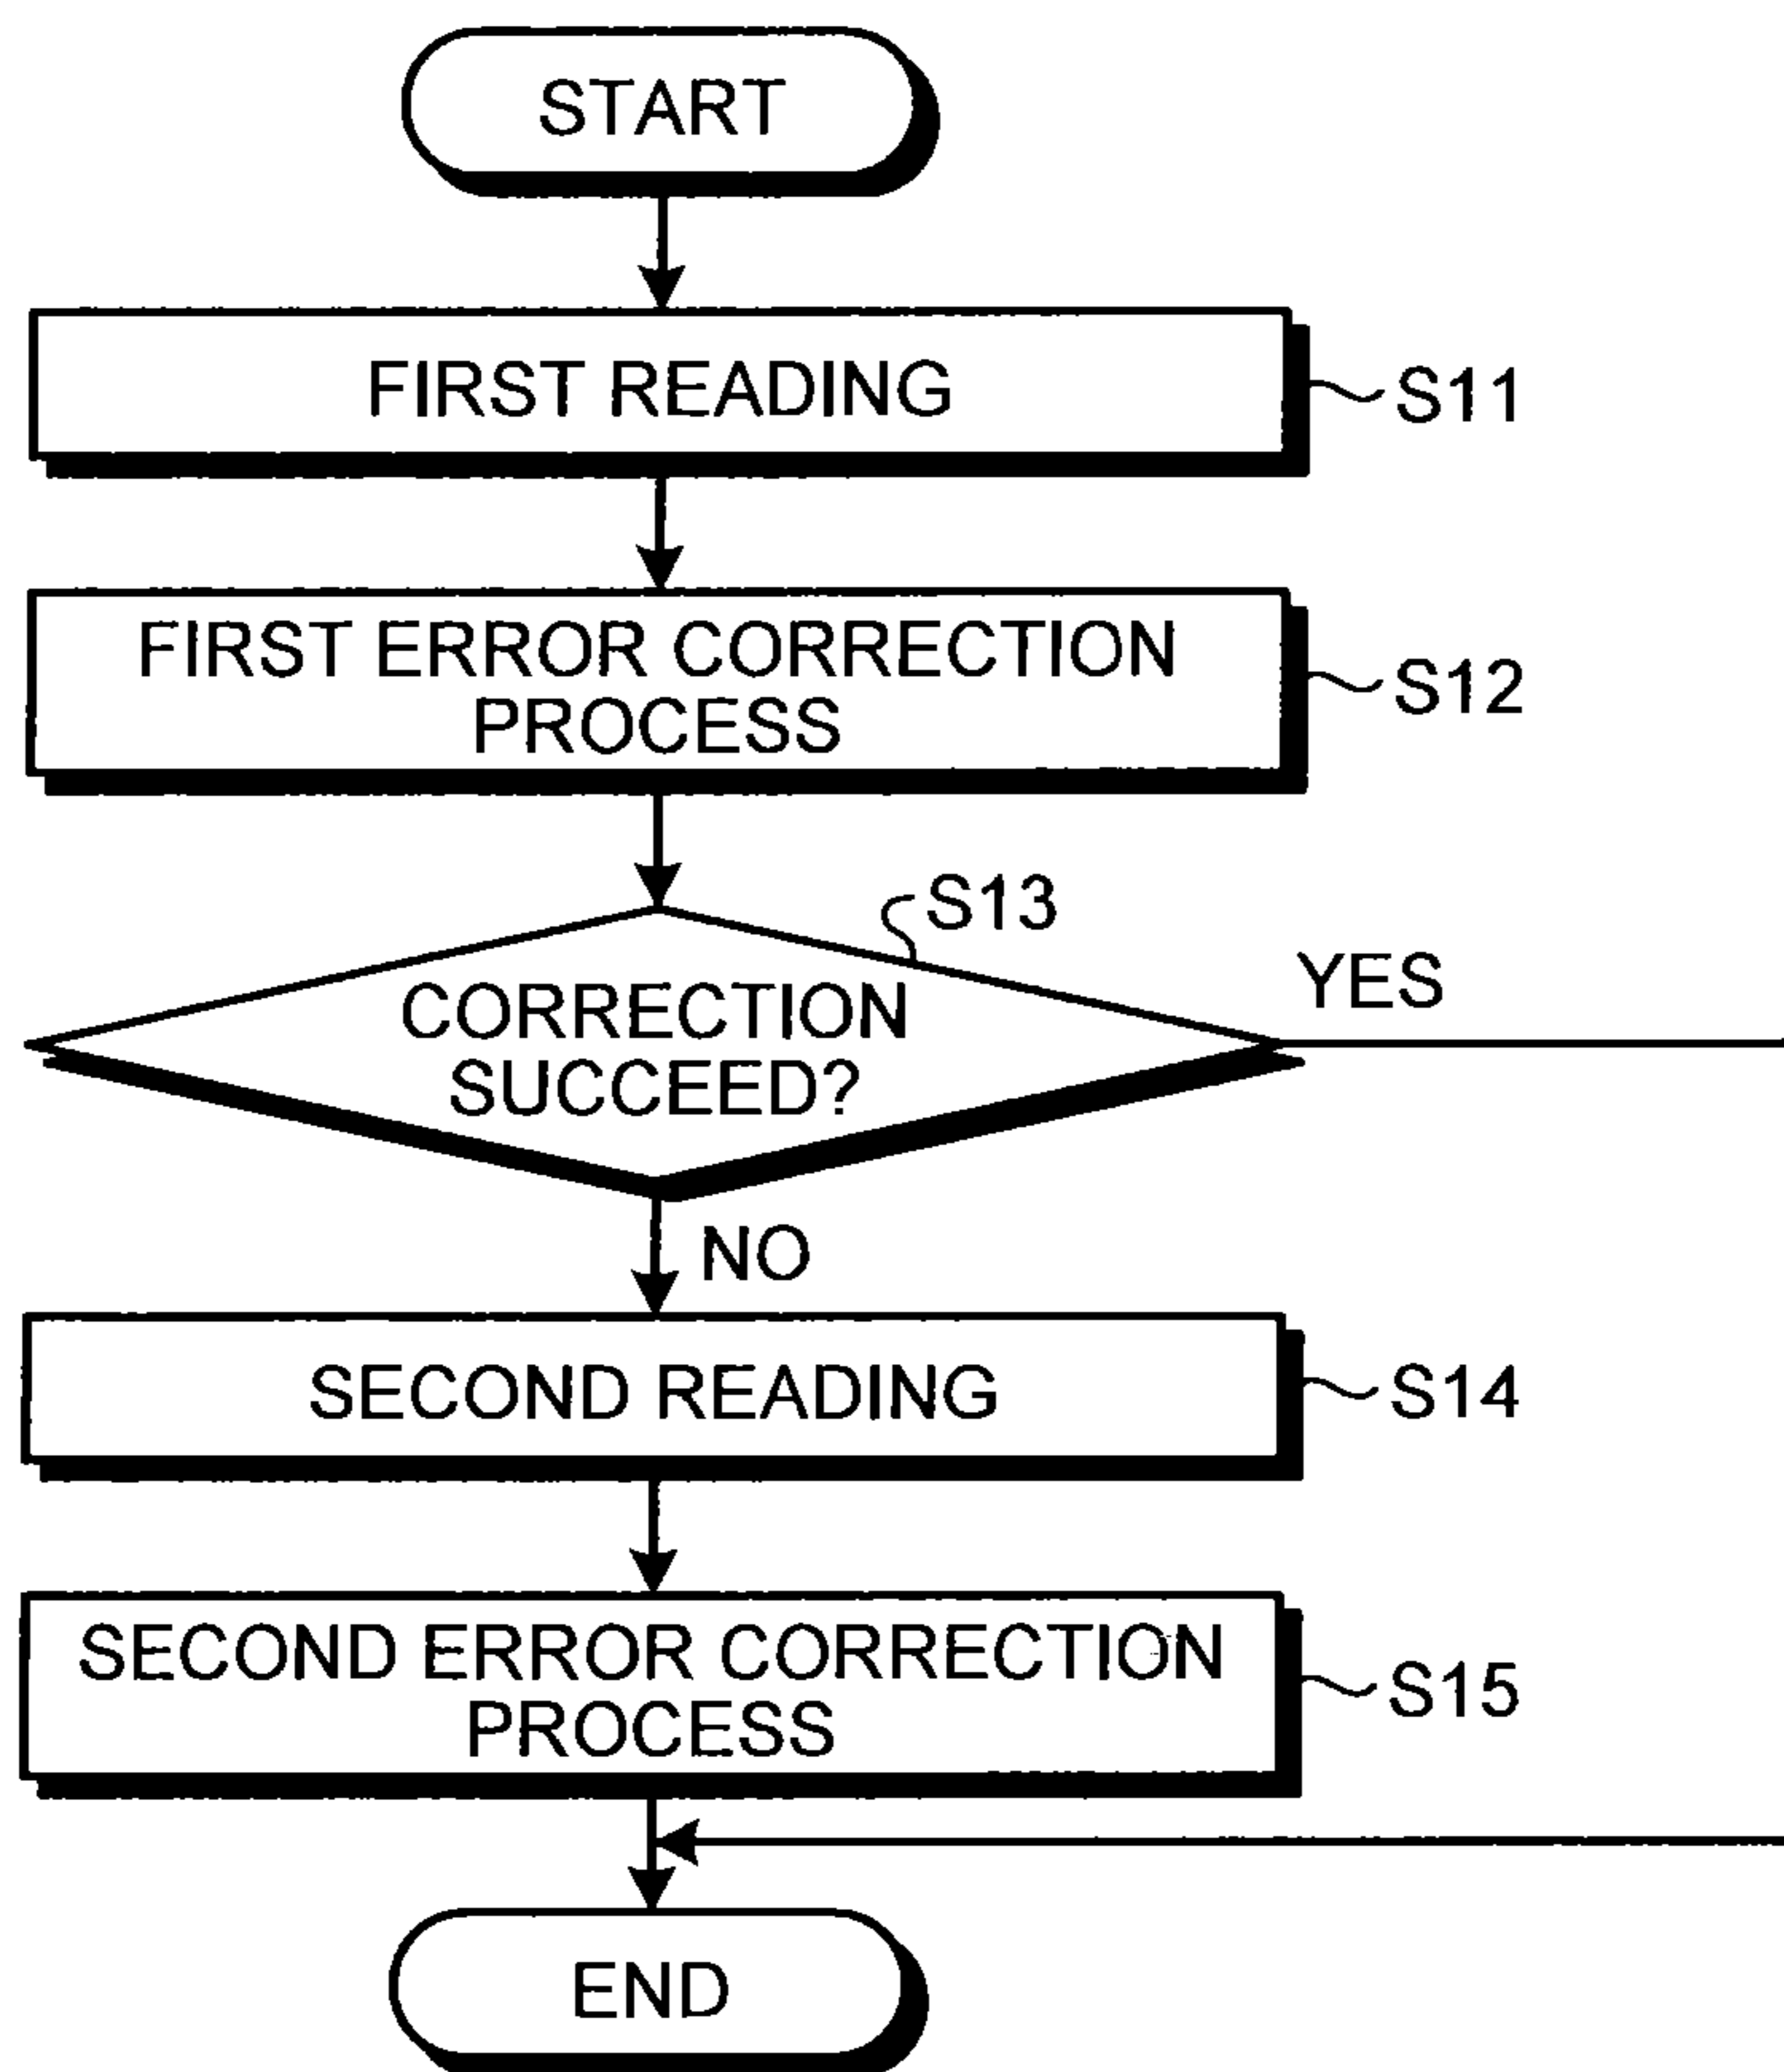 START
FIRST READING
S11
FIRST ERROR CORRECTION
PROCESS
S12
S13
CORRECTION
SUCCEED?
YES
NO
SECOND READING
S14
SECOND ERROR CORRECTION
PROCESS
S15
END